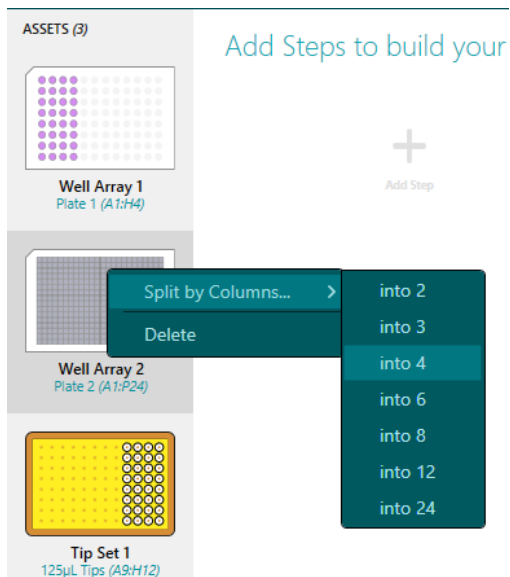 ASSETS (3)
Add Steps to build your
Add Step
Well Array 1
Plate 1 (A1:H4)
Split by Columns...
Delete
into 2
into 3
into 4
into 6
into 8
into 12
into 24
Well Array 2
Plate 2 (A1:P24)
Tip Set 1
125µL Tips (A9:H12)